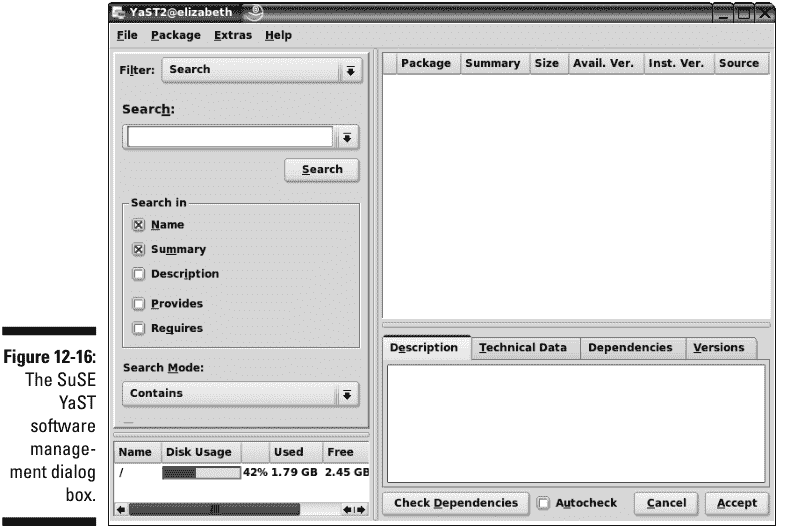 YaST2@elizabeth
File Package Extras Help
Filter: Search
Search:
Search
Search in
Name
Summary
Description
Provides
Requires
Search Mode:
Contains
Name Disk Usage Used Free
/ 42% 1.79 GB 2.45 GB
Package Summary Size Avail. Ver. Inst. Ver. Source
Description Technical Data Dependencies Versions
Check Dependencies Autocheck Cancel Accept
Figure 12-16:
The SuSE
YaST
software
manage-
ment dialog
box.